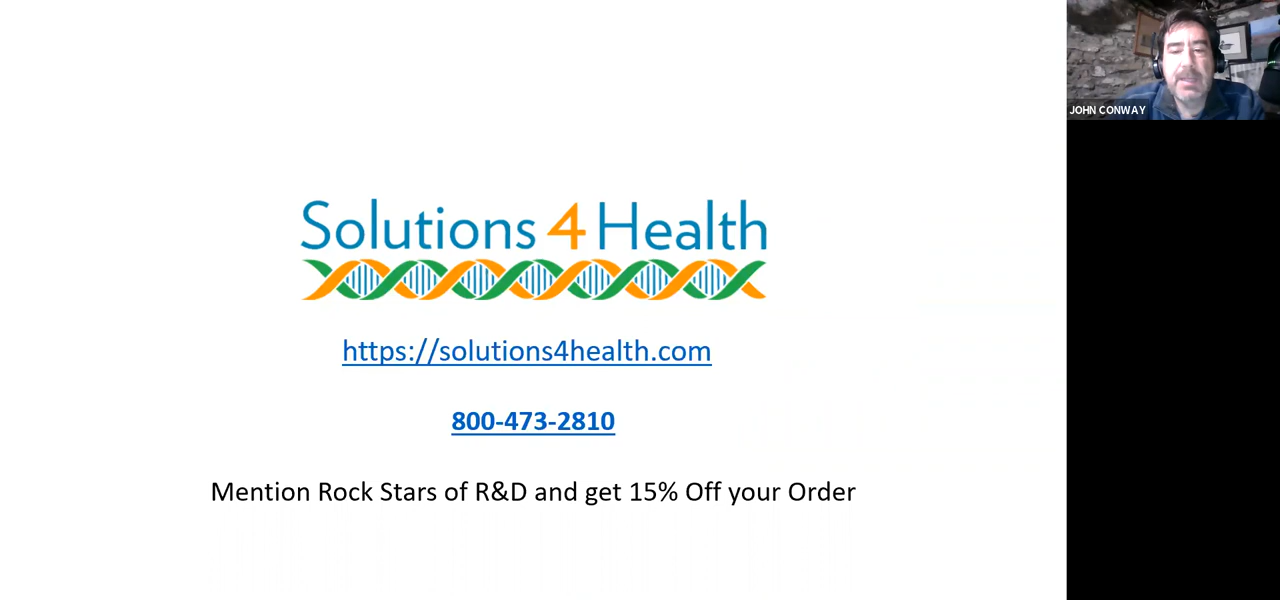 Solutions 4 Health
https://solutions4health.com
800-473-2810
Mention Rock Stars of R&D and get 15% Off your Order
JOHN CONWAY